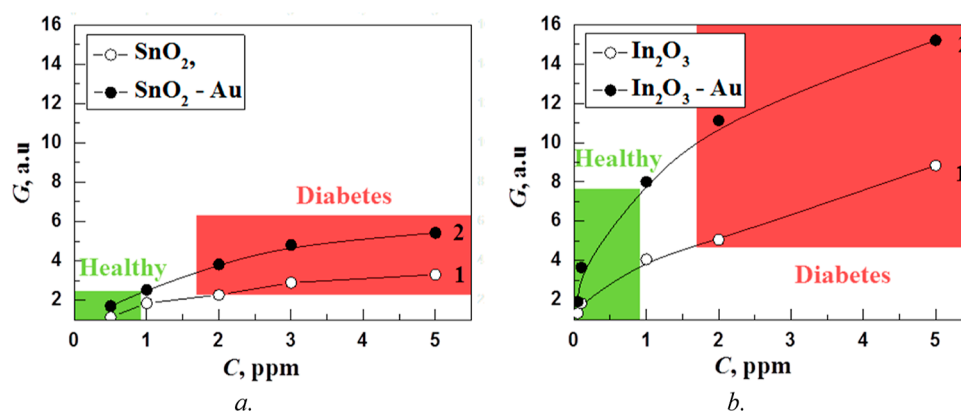 16
14
12
10
8
6
4
2
G, a.u
SnO2,
SnO2 - Au
Healthy
Diabetes
2
1
0 1 2 3 4 5
C, ppm
a.
16
14
12
10
8
6
4
2
G, a.u
In2O3
In2O3 - Au
Healthy
Diabetes
2
1
0 1 2 3 4 5
C, ppm
b.